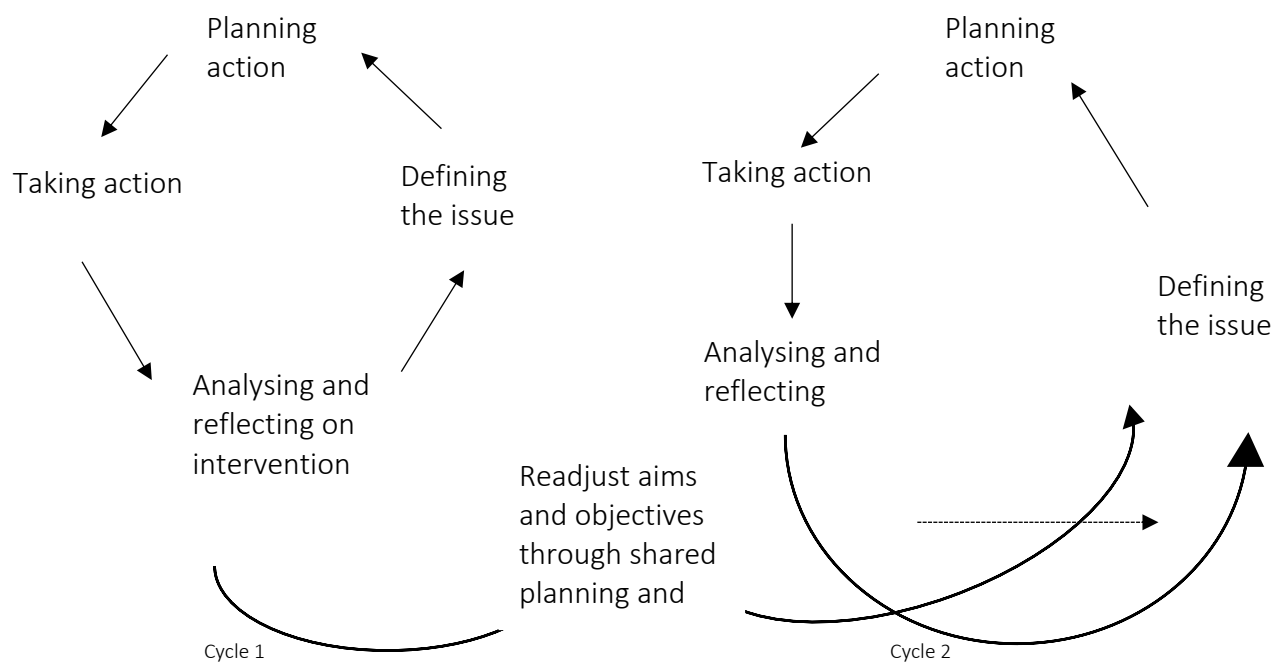 Planning
action
Taking action
Defining
the issue
Analysing and
reflecting on
intervention
Cycle 1
Readjust aims
and objectives
through shared
planning and
Planning
action
Taking action
Analysing and
reflecting
Defining
the issue
Cycle 2